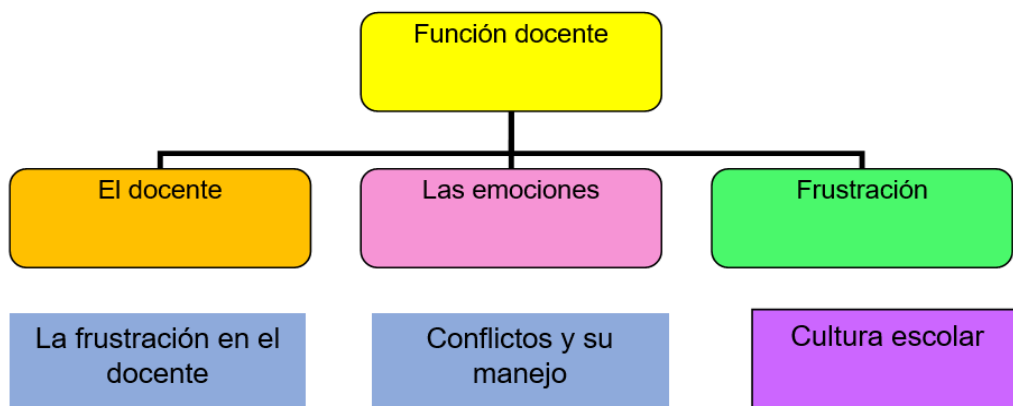 Función docente
El docente
Las emociones
Frustración
La frustración en el
docente
Conflictos y su
manejo
Cultura escolar